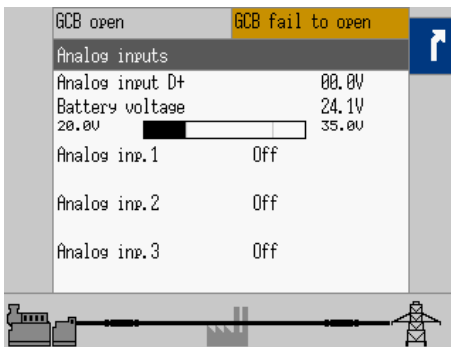 GCB open GCB fail to open
Analog inputs
Analog input D+ 00.0V
Battery voltage 24.1V
20.0V 35.0V
Analog inp.1 Off
Analog inp.2 Off
Analog inp.3 Off